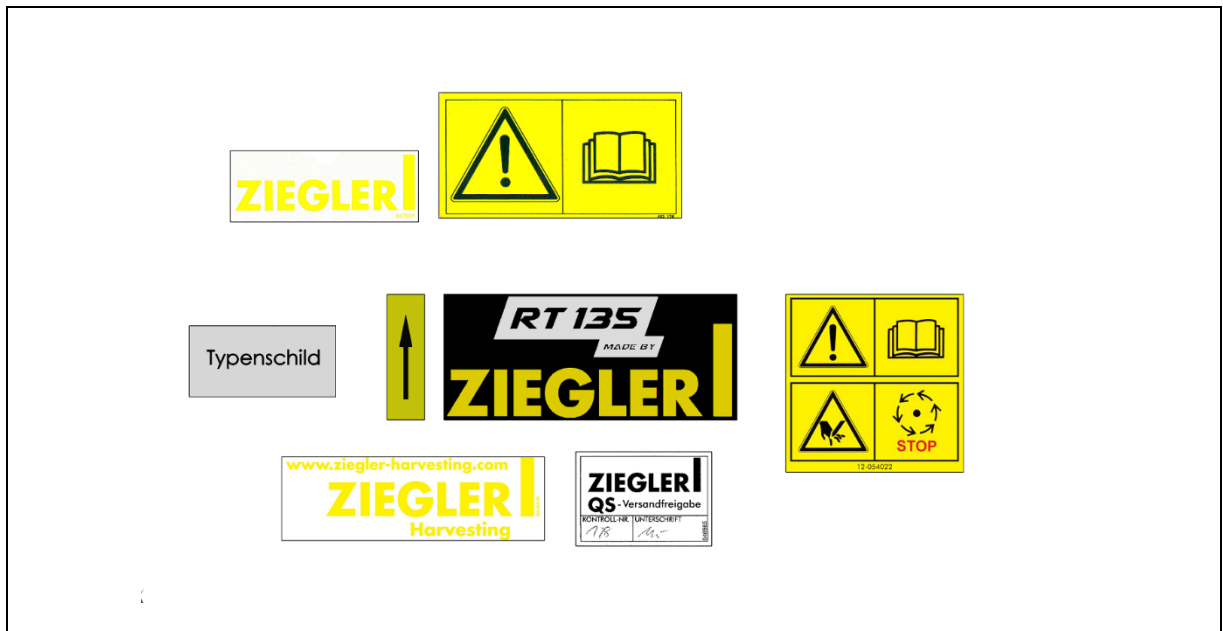 ZIEGLER
Typenschild
RT 135
MADE BY
ZIEGLER
STOP
12-054022
www.ziegler-harvesting.com
ZIEGLER
Harvesting
ZIEGLER
QS - Versandfreigabe
KONTROLL-NR. UNTERSCHRIFT
178